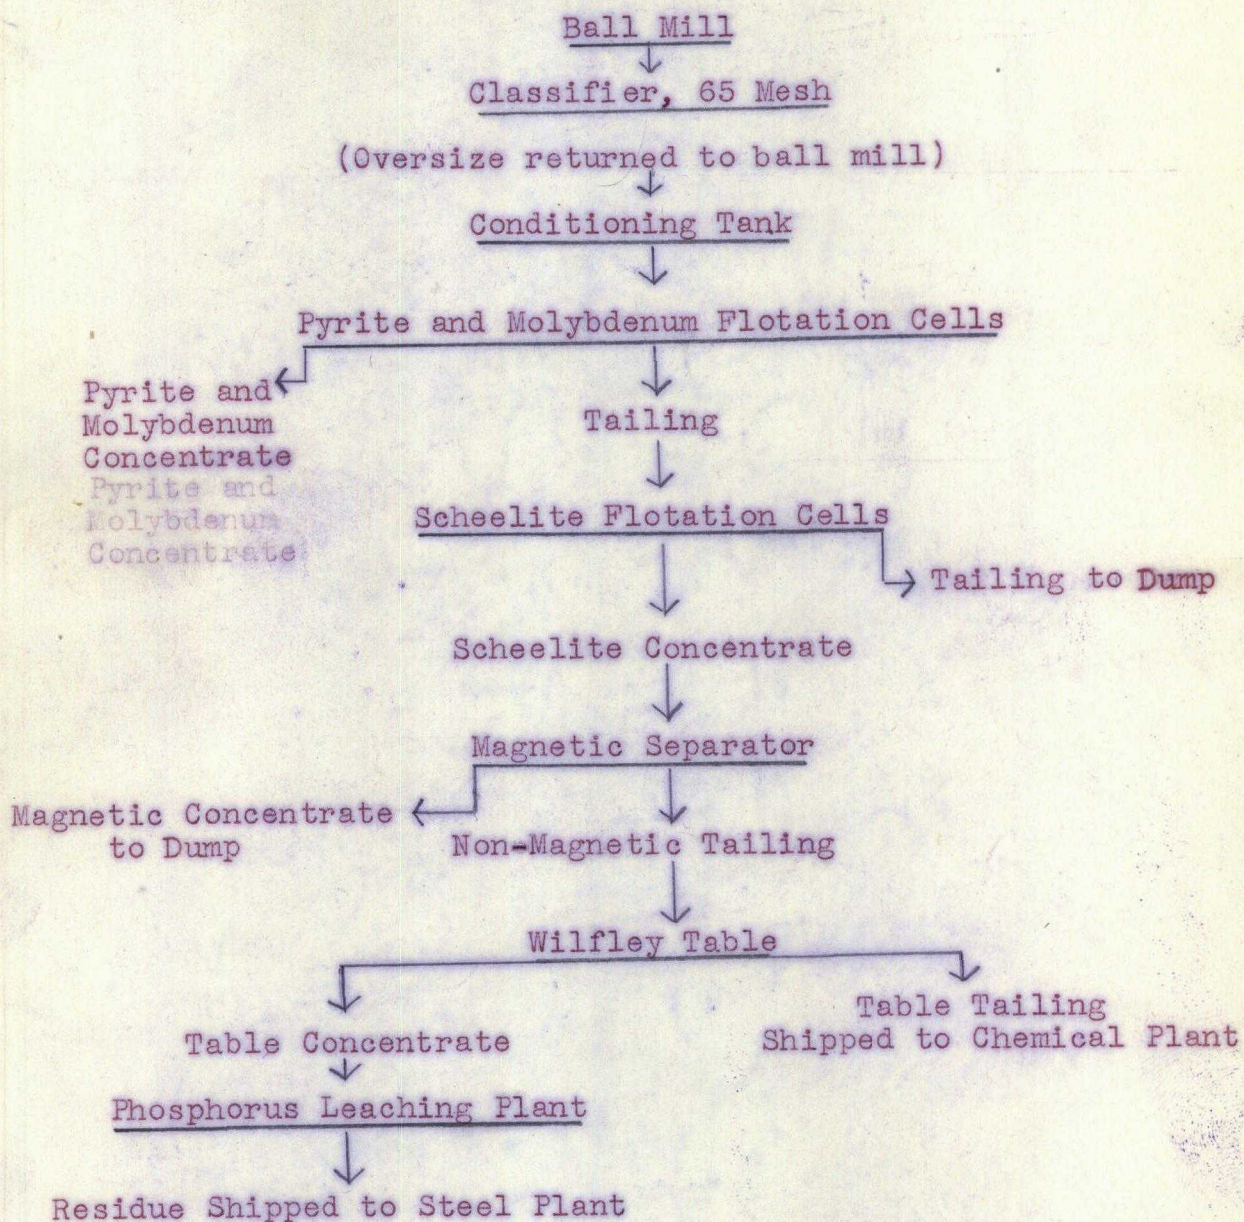 Ball Mill
Classifier, 65 Mesh
(Oversize returned to ball mill)
Conditioning Tank
Pyrite and Molybdenum Flotation Cells
Pyrite and
Molybdenum
Concentrate
Pyrite and
Molybdenum
Concentrate
Tailing
Scheelite Flotation Cells
Tailing to Dump
Scheelite Concentrate
Magnetic Separator
Magnetic Concentrate
to Dump
Non-Magnetic Tailing
Wilfley Table
Table Concentrate
Table Tailing
Shipped to Chemical Plant
Phosphorus Leaching Plant
Residue Shipped to Steel Plant